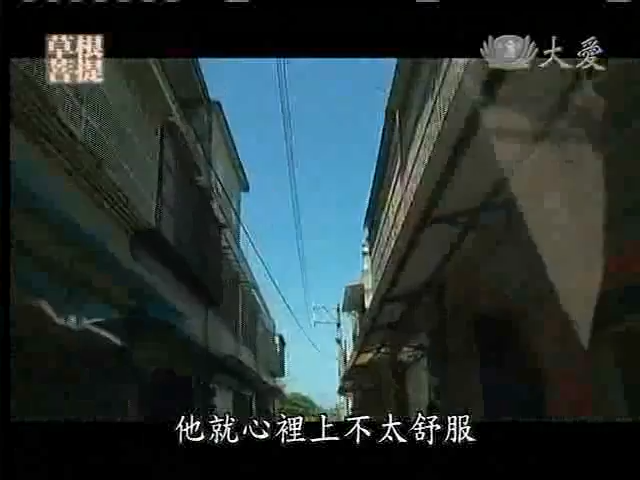 草根
菩提
大愛
他就心裡上不太舒服